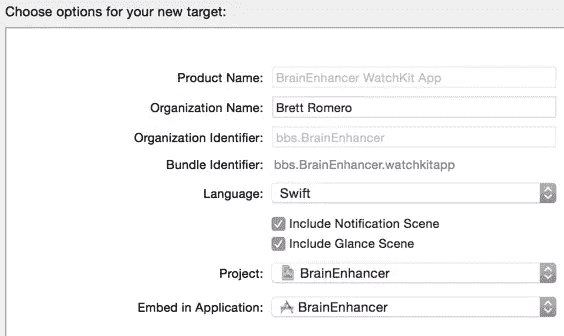 Choose options for your new target:
Product Name: BrainEnhancer WatchKit App
Organization Name: Brett Romero
Organization Identifier: bbs.BrainEnhancer
Bundle Identifier: bbs.BrainEnhancer.watchkitapp
Language: Swift
Include Notification Scene
Include Glance Scene
Project: BrainEnhancer
Embed in Application: BrainEnhancer